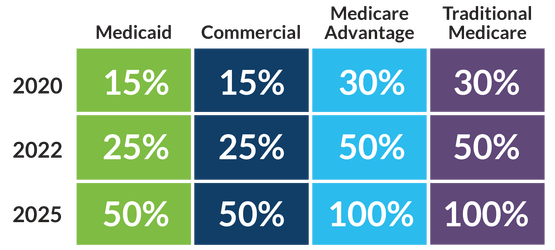 Medicaid Commercial Medicare Advantage Traditional Medicare
2020 15% 15% 30% 30%
2022 25% 25% 50% 50%
2025 50% 50% 100% 100%